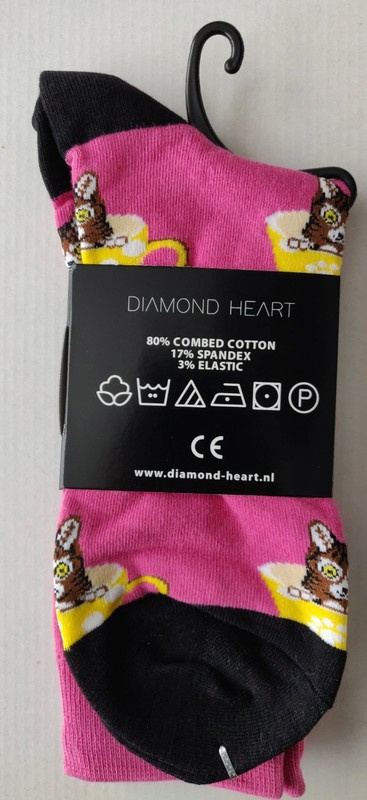 DIAMOND HEART
80% COMBED COTTON
17% SPANDEX
3% ELASTIC
P
CE
www.diamond-heart.nl